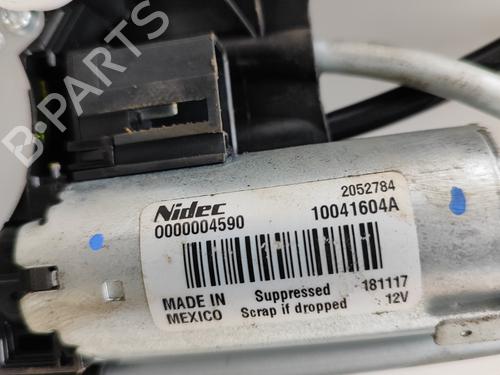 Nidec
2052784
0000004590
10041604A
MADE IN
MEXICO
Suppressed
Scrap if dropped
181117
12V
B-PARTS